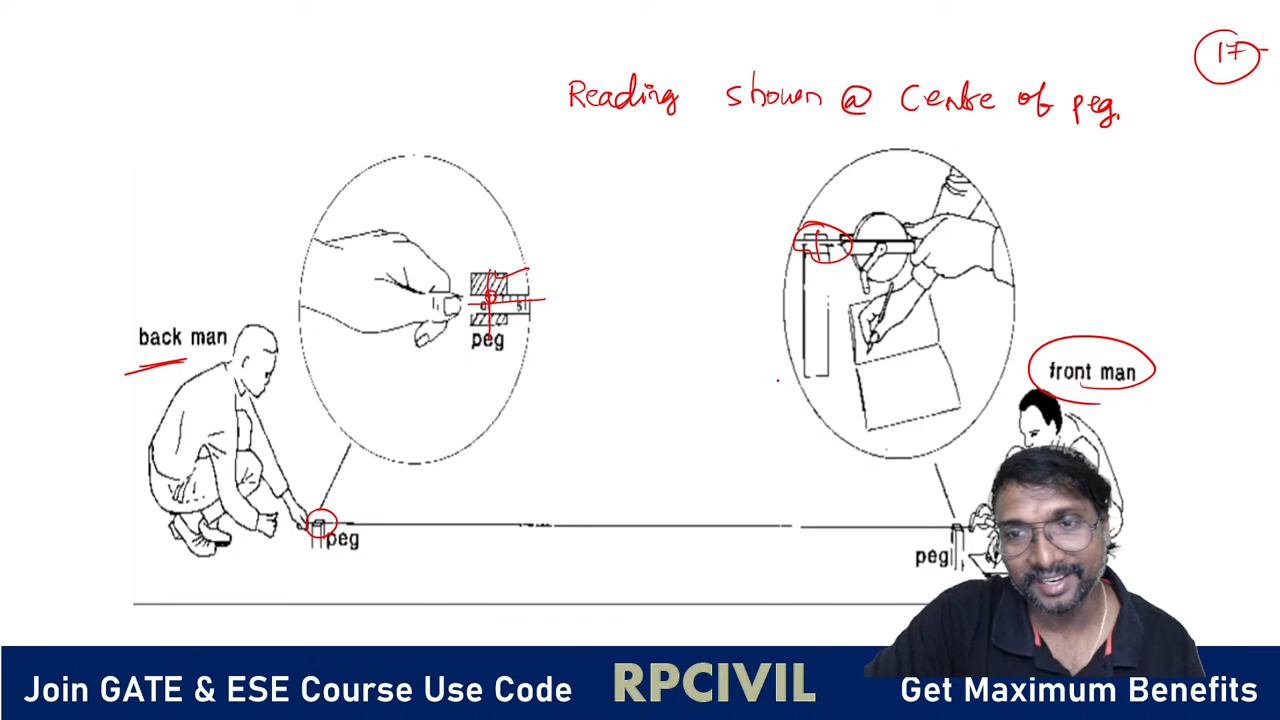 17
Reading shown @ Centre of peg.
peg
back man
front man
peg
peg
Join GATE & ESE Course Use Code RPCIVIL Get Maximum Benefits